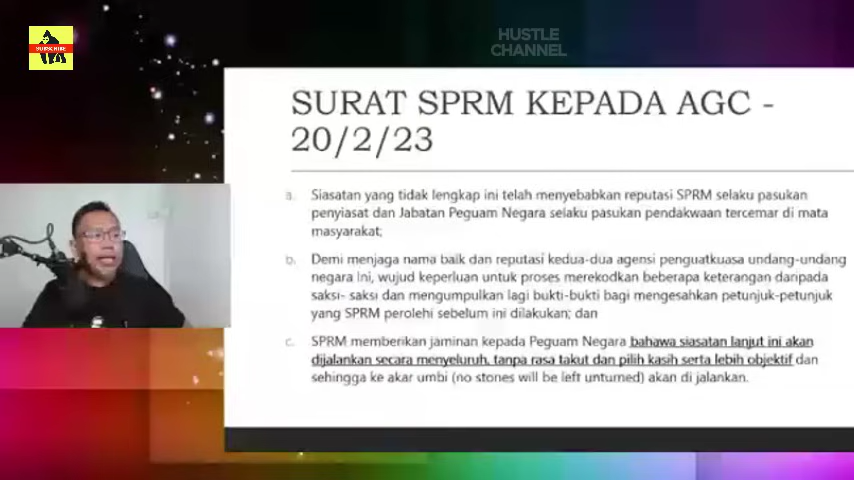 SUBSCRIBE
HUSTLE
CHANNEL
SURAT SPRM KEPADA AGC -
20/2/23
a. Siasatan yang tidak lengkap ini telah menyebabkan reputasi SPRM selaku pasukan
penyiasat dan Jabatan Peguam Negara selaku pasukan pendakwaan tercemar di mata
masyarakat;
b. Demi menjaga nama baik dan reputasi kedua-dua agensi penguatkuasa undang-undang
negara ini, wujud keperluan untuk proses merekodkan beberapa keterangan daripada
saksi- saksi dan mengumpulkan lagi bukti-bukti bagi mengesahkan petunjuk-petunjuk
yang SPRM perolehi sebelum ini dilakukan; dan
c. SPRM memberikan jaminan kepada Peguam Negara bahawa siasatan lanjut ini akan
dijalankan secara menyeluruh, tanpa rasa takut dan pilih kasih serta lebih objektif dan
sehingga ke akar umbi (no stones will be left unturned) akan di jalankan.